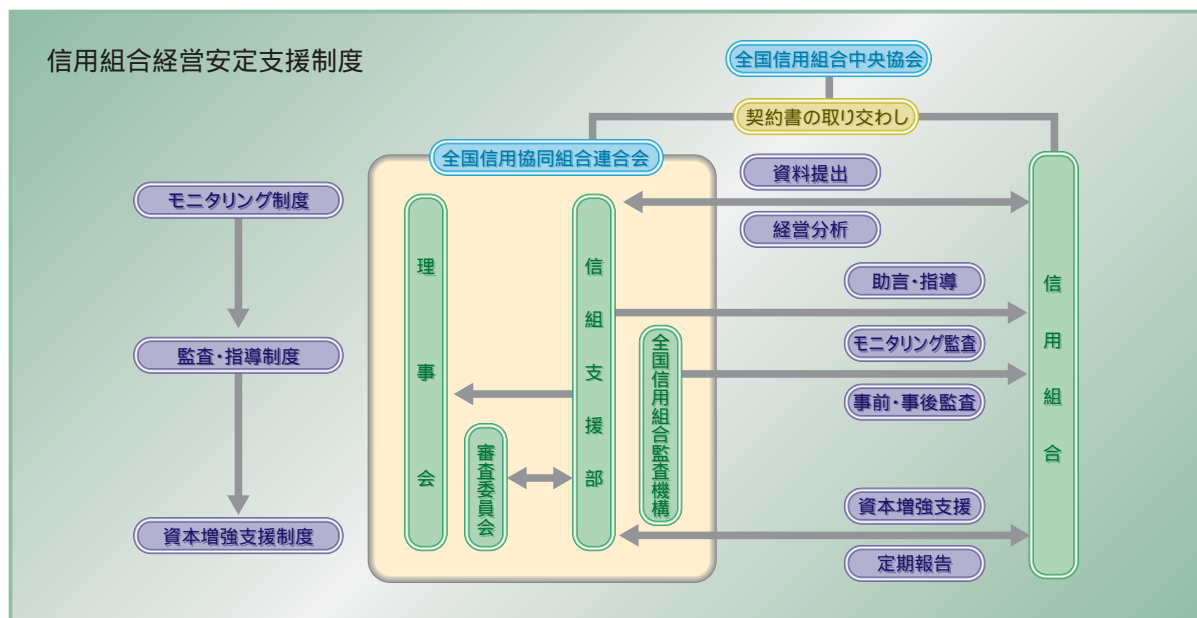 信用組合経営安定支援制度
全国信用組合中央協会
契約書の取り交わし
全国信用協同組合連合会
モニタリング制度
監査・指導制度
資本増強支援制度
理事会
審査委員会
信組支援部
全国信用組合監査機構
資料提出
経営分析
助言・指導
モニタリング監査
事前・事後監査
資本増強支援
定期報告
信用組合